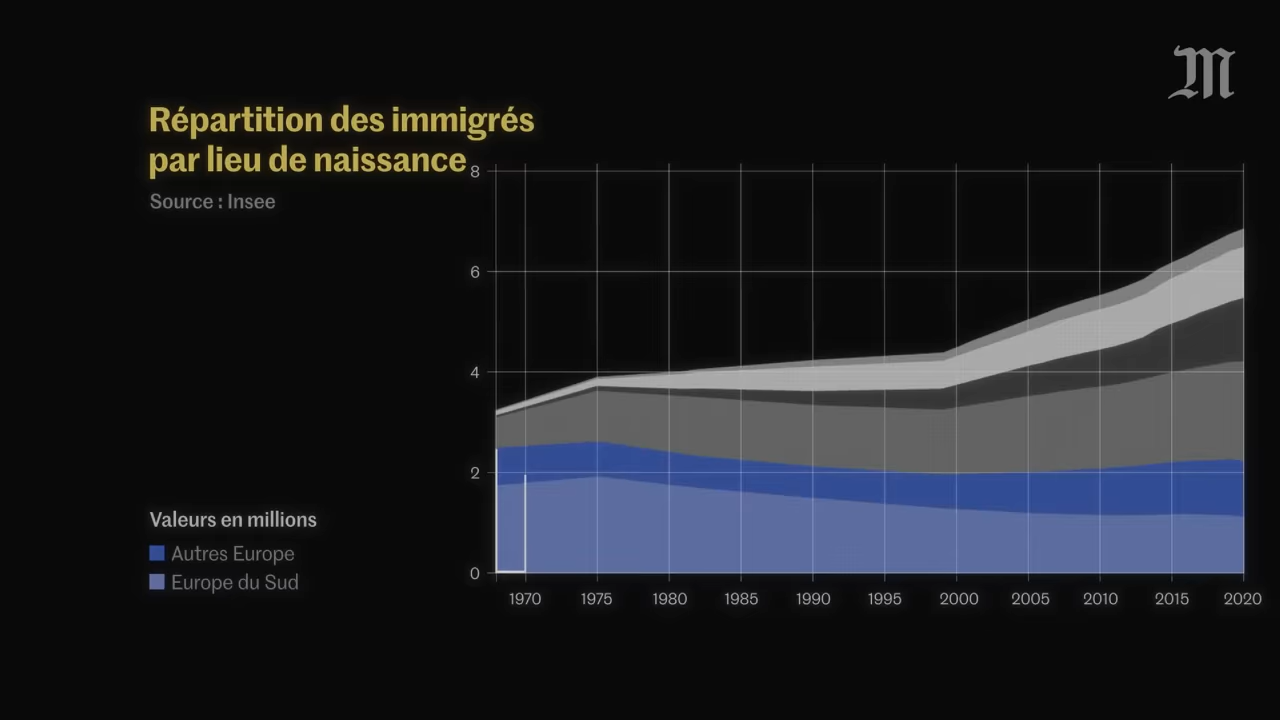 M
Répartition des immigrés
par lieu de naissance
Source : Insee
8
6
4
2
0
Valeurs en millions
Autres Europe
Europe du Sud
1970 1975 1980 1985 1990 1995 2000 2005 2010 2015 2020